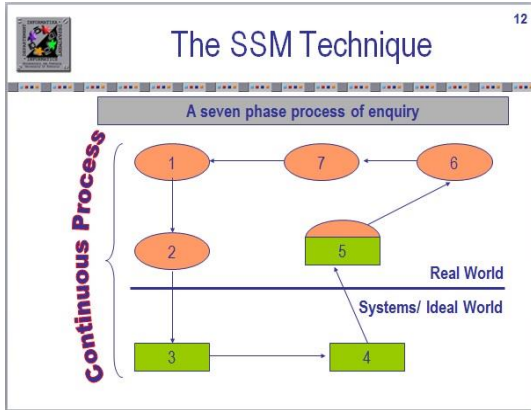 12
The SSM Technique
A seven phase process of enquiry
Continuous Process
1
7
6
2
5
Real World
Systems/ Ideal World
3
4